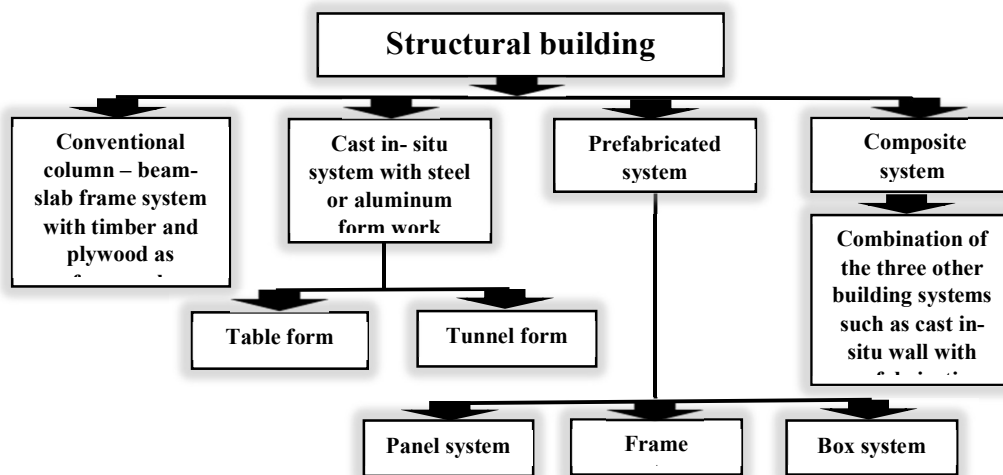 Structural building
Conventional
column – beam-
slab frame system
with timber and
plywood as
Cast in- situ
system with steel
or aluminum
form work
Prefabricated
system
Composite
system
Combination of
the three other
building systems
such as cast in-
situ wall with
Table form
Tunnel form
Panel system
Frame
Box system